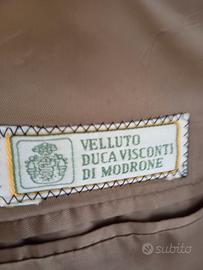 VELLUTO
DUCA VISCONTI
DI MODRONE
subito